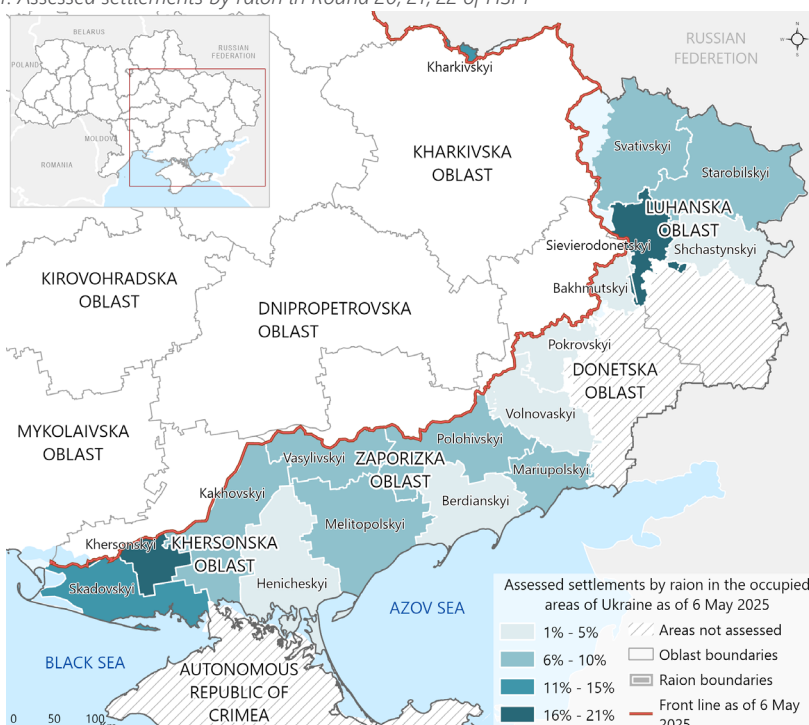 BELARUS
RUSSIAN
FEDERATION
POLAND
MOLDOVA
ROMANIA
RUSSIAN
FEDERETION
Kharkivskyi
KHARKIVSKA
OBLAST
Svativskyi
Starobilskyi
LUHANSKA
OBLAST
Sievierodonetskyi
Shchastynskyi
KIROVOHRADSKA
OBLAST
Bakhmutskyi
DNIPROPETROVSKA
OBLAST
Pokrovskyi
DONETSKA
OBLAST
Volnovaskyi
MYKOLAIVSKA
OBLAST
Polohivskyi
Vasylivskyi
ZAPORIZKA
OBLAST
Mariupolskyi
Kakhovskyi
Berdianskyi
Melitopolskyi
Khersonskyi
KHERSONSKA
OBLAST
Skadovskyi
Henicheskyi
AZOV SEA
BLACK SEA
AUTONOMOUS
REPUBLIC OF
CRIMEA
0 50 100
Assessed settlements by raion in the occupied
areas of Ukraine as of 6 May 2025
1% - 5%
6% - 10%
11% - 15%
16% - 21%
Areas not assessed
Oblast boundaries
Raion boundaries
Front line as of 6 May
2025